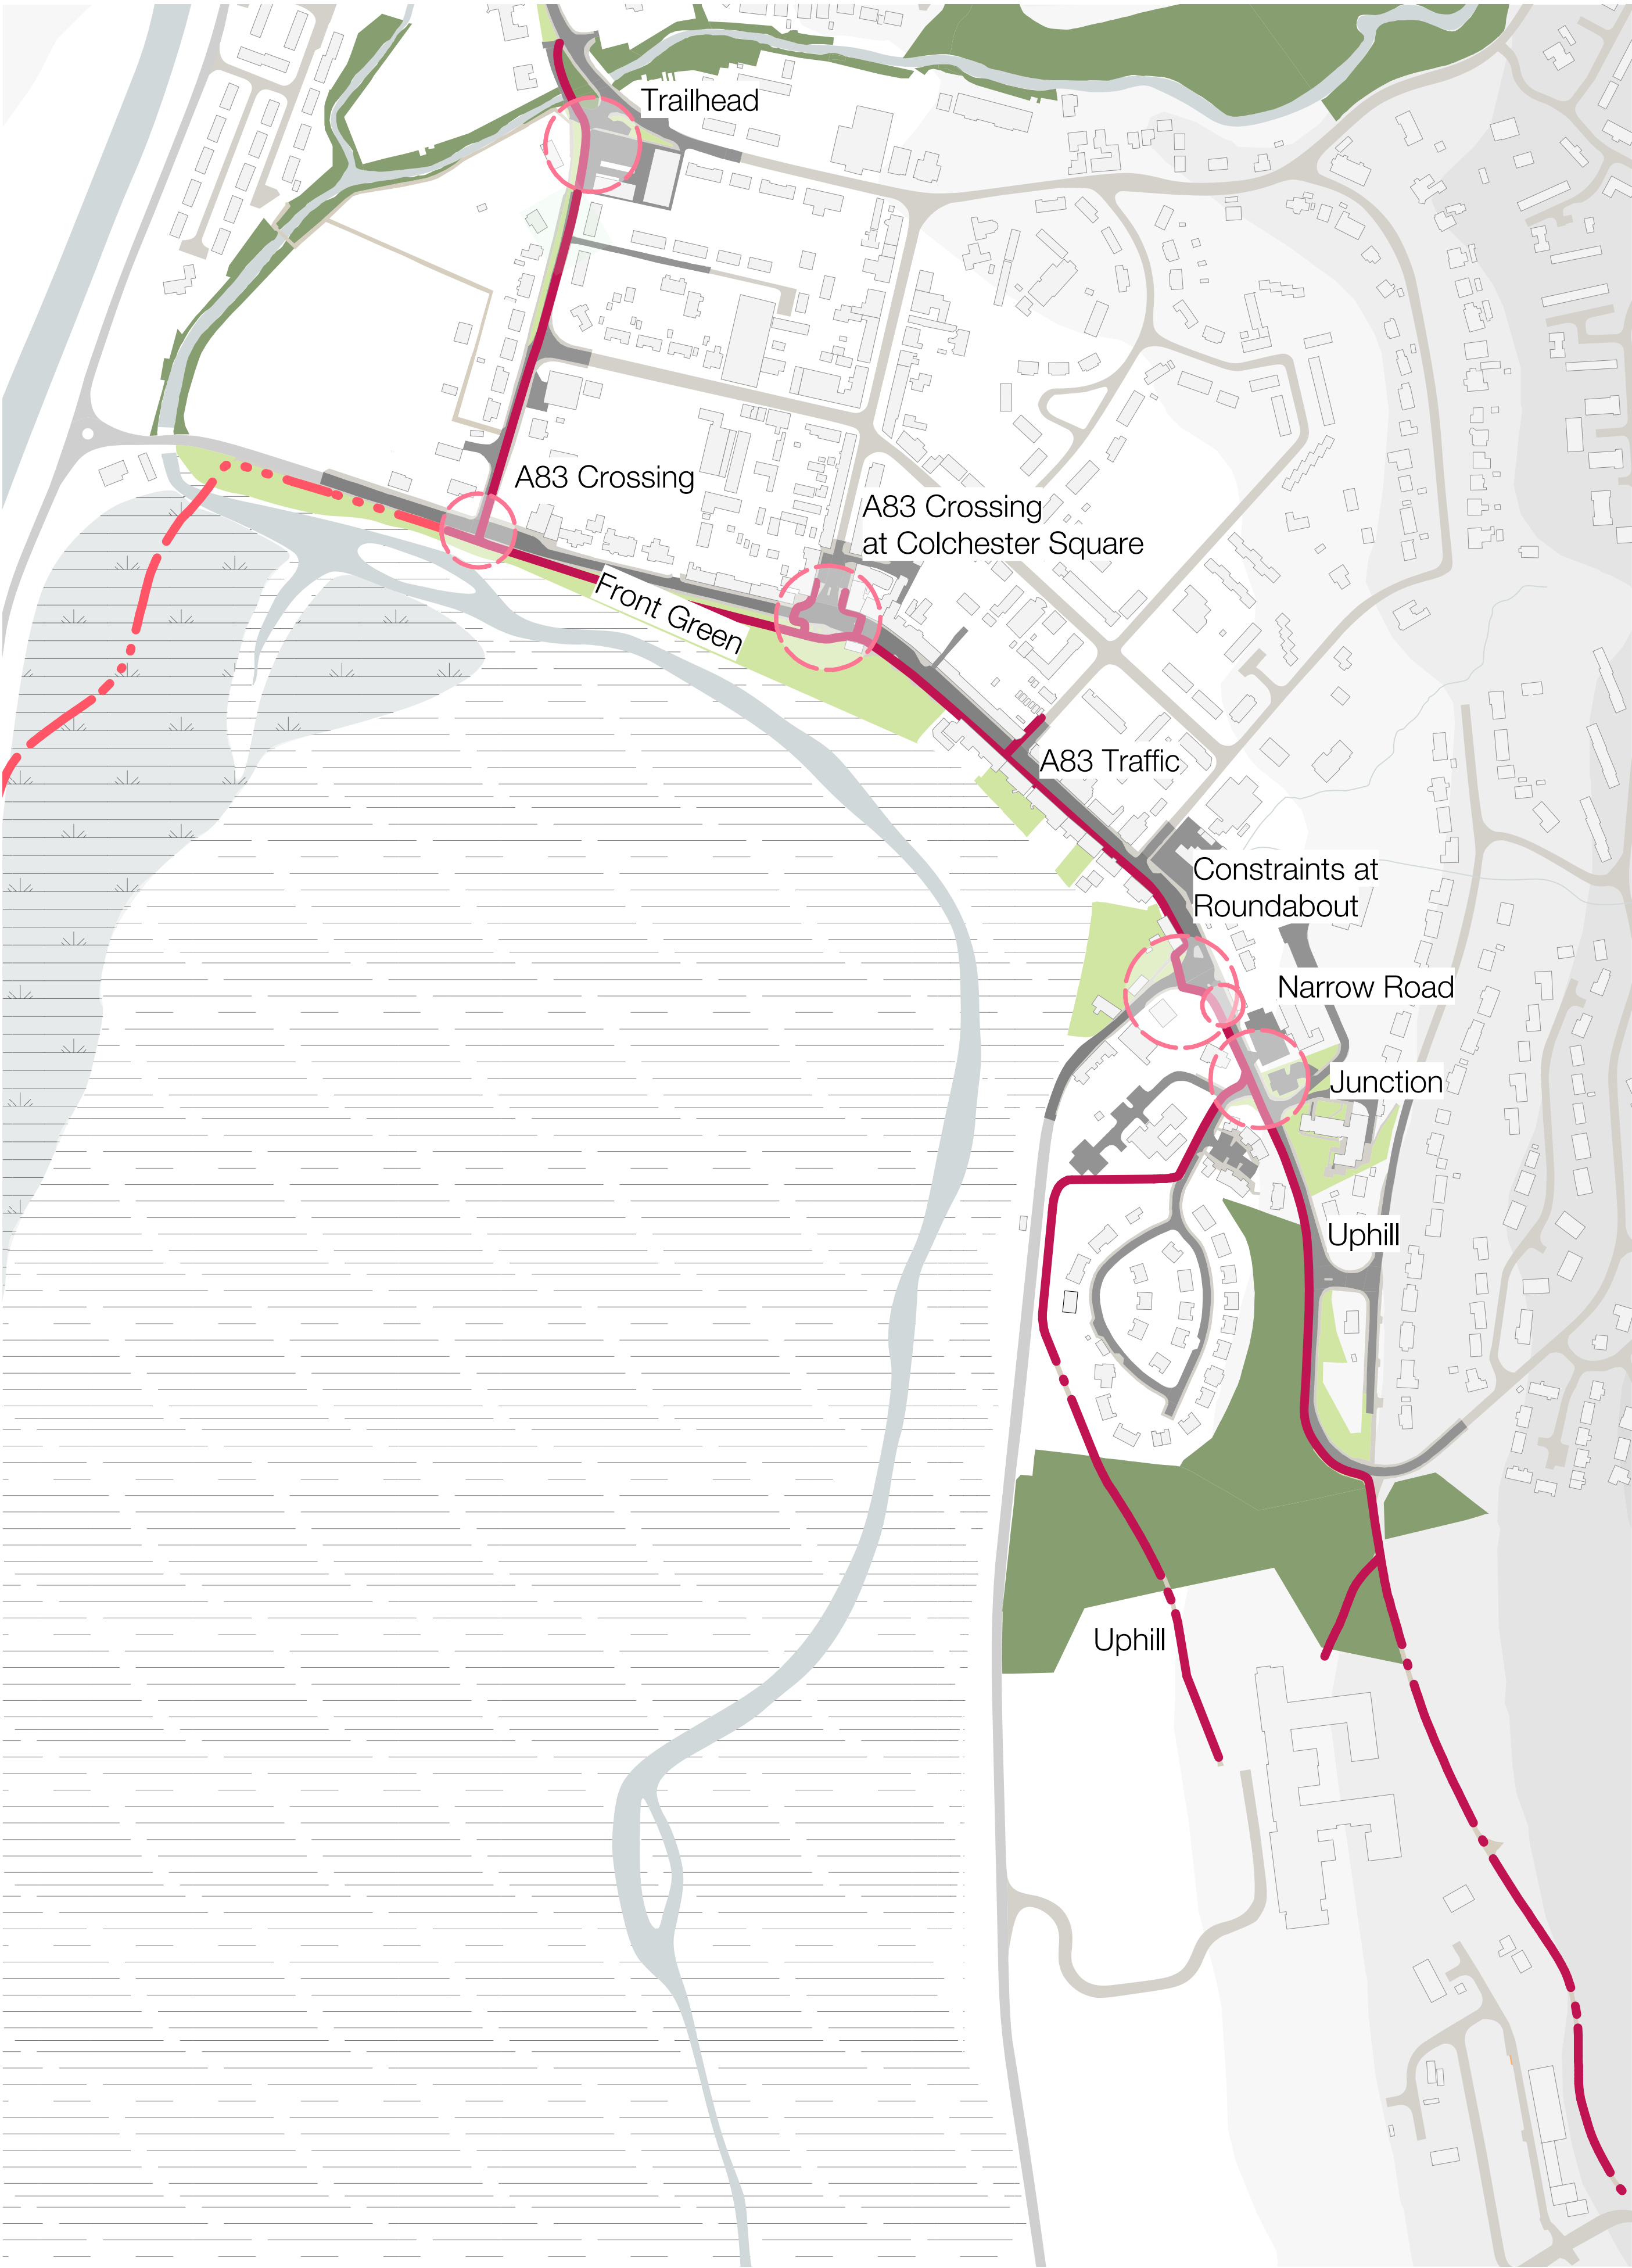 Trailhead
A83 Crossing
A83 Crossing
at Colchester Square
Front Green
A83 Traffic
Constraints at
Roundabout
Narrow Road
Junction
Uphill
Uphill